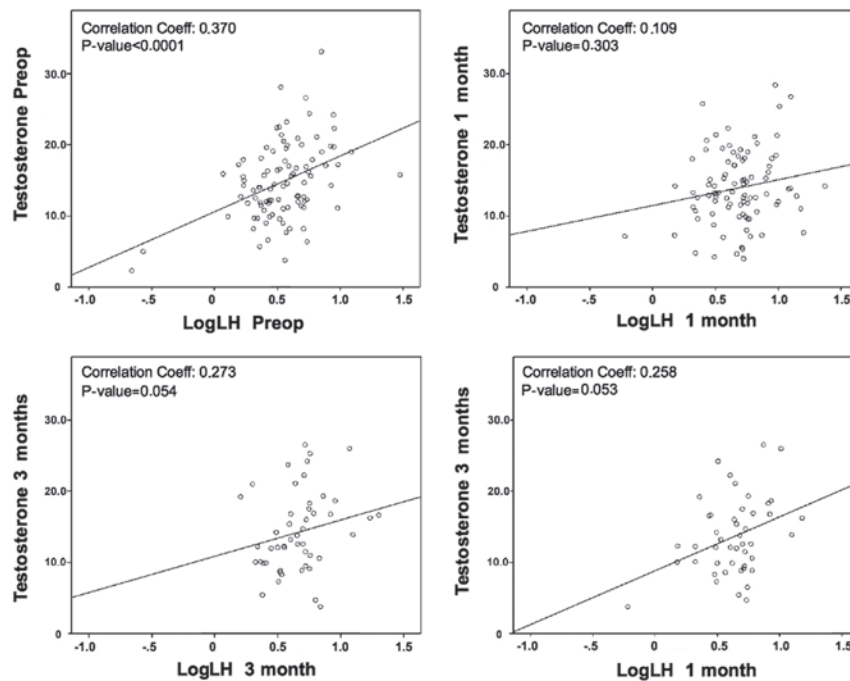 Correlation Coeff: 0.370
P-value<0.0001
Testosterone Preop
30.0
20.0
10.0
0
-1.0
-.5
0
0.5
1.0
1.5
LogLH Preop
Correlation Coeff: 0.109
P-value=0.303
Testosterone 1 month
30.0
20.0
10.0
0
-1.0
-0.5
0
0.5
1.0
1.5
LogLH 1 month
Correlation Coeff: 0.273
P-value=0.054
Testosterone 3 months
30.0
20.0
10.0
0
-1.0
-.5
0
0.5
1.0
1.5
LogLH 3 month
Correlation Coeff: 0.258
P-value=0.053
Testosterone 3 months
30.0
20.0
10.0
0
-1.0
-0.5
0
0.5
1.0
1.5
LogLH 1 month